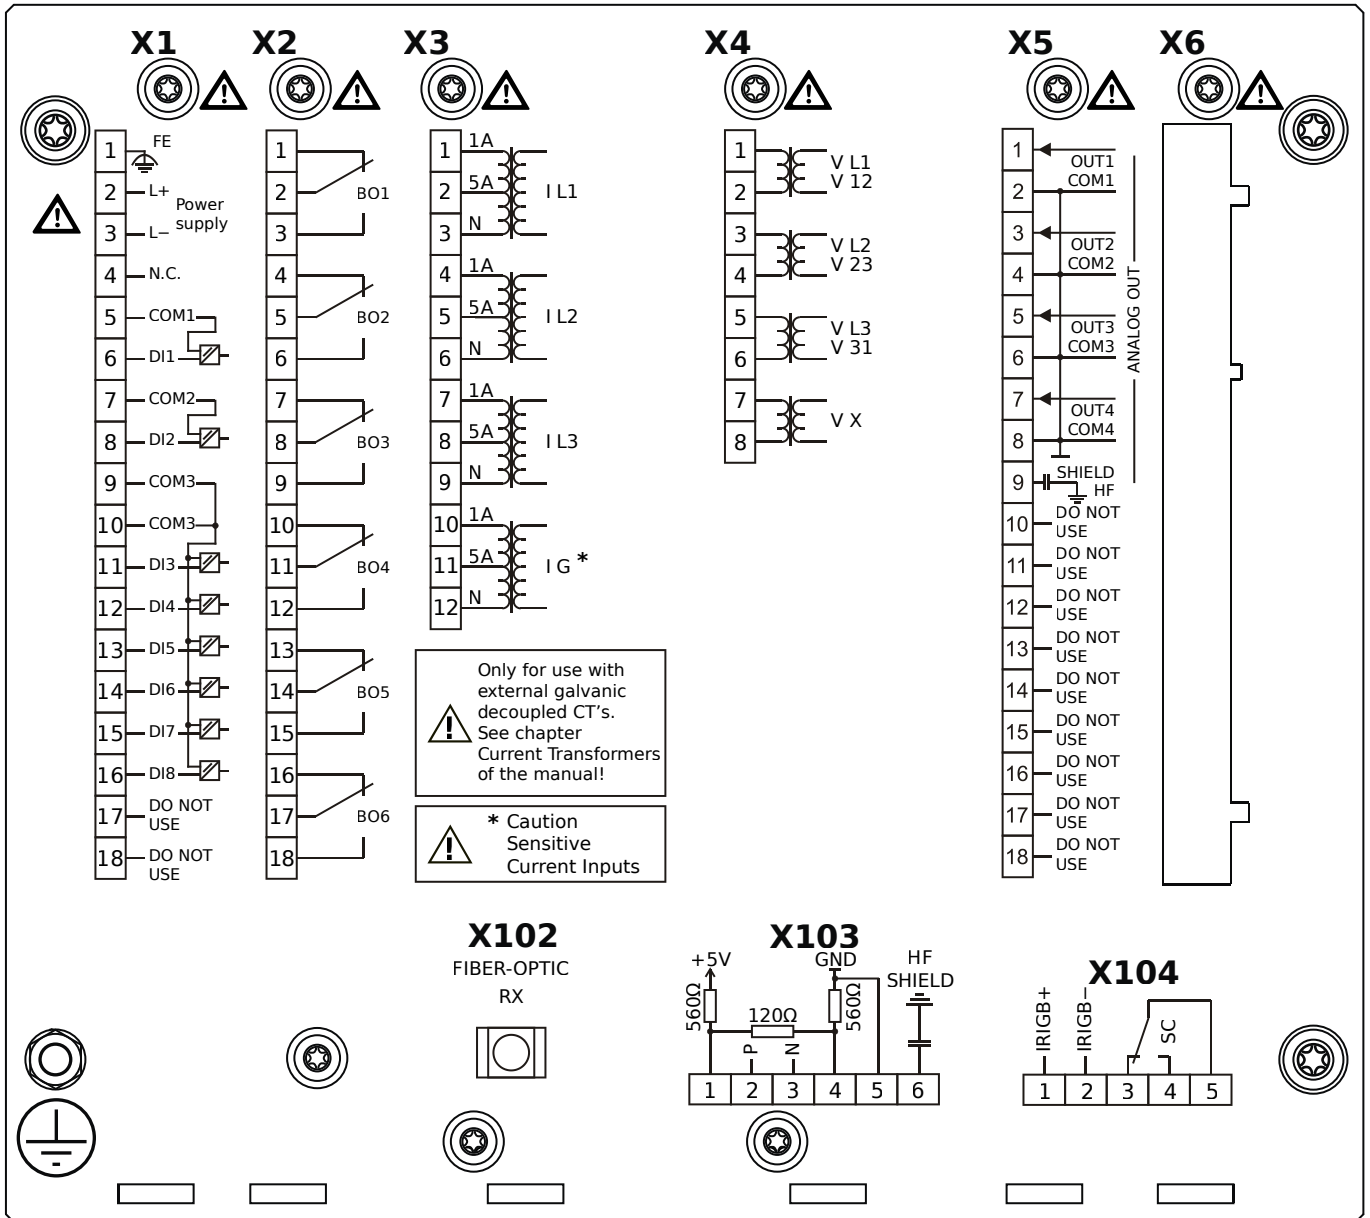 X1
X2
X3
X4
X5
X6
1 FE
2 L+
Power
supply
3 L−
4 N.C.
5 COM1
6 DI1
7 COM2
8 DI2
9 COM3
10 COM3
11 DI3
12 DI4
13 DI5
14 DI6
15 DI7
16 DI8
17 DO NOT
USE
18 DO NOT
USE
1
2 BO1
3
4
5 BO2
6
7
8 BO3
9
10
11 BO4
12
13
14 BO5
15
16
17 BO6
18
1 1A
2 5A I L1
3 N
4 1A
5 5A I L2
6 N
7 1A
8 5A I L3
9 N
10 1A
11 5A I G *
12 N
Only for use with
external galvanic
decoupled CT's.
See chapter
Current Transformers
of the manual!
* Caution
Sensitive
Current Inputs
1 V L1
2 V 12
3 V L2
4 V 23
5 V L3
6 V 31
7 V X
8
1 OUT1
2 COM1
3 OUT2
4 COM2
5 OUT3
6 COM3
7 OUT4
8 COM4
ANALOG OUT
9 SHIELD
HF
10 DO NOT
USE
11 DO NOT
USE
12 DO NOT
USE
13 DO NOT
USE
14 DO NOT
USE
15 DO NOT
USE
16 DO NOT
USE
17 DO NOT
USE
18 DO NOT
USE
X102
FIBER-OPTIC
RX
X103
+5V GND HF
SHIELD
560Ω 120Ω 560Ω
P N
1 2 3 4 5 6
X104
IRIGB+ IRIGB− SC
1 2 3 4 5